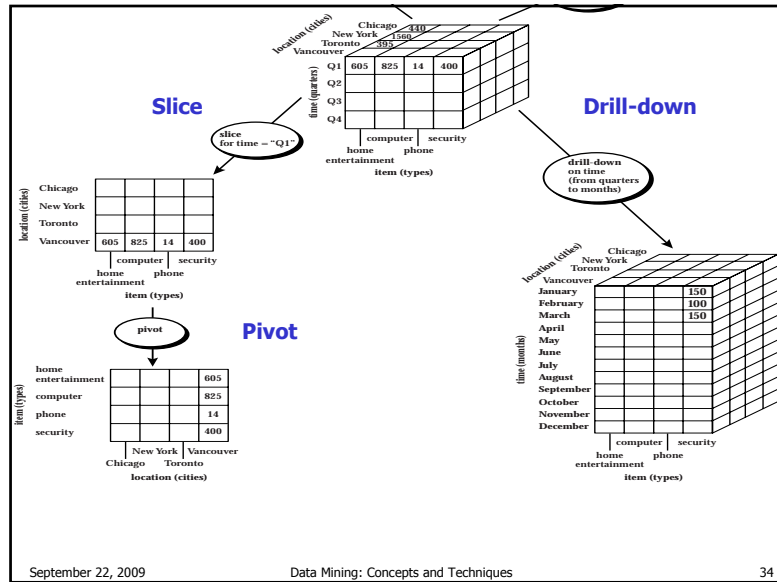 location (cities)
Chicago 440
New York 1560
Toronto 395
Vancouver
time (quarters)
Q1 605 825 14 400
Q2
Q3
Q4
computer security
home phone
entertainment
item (types)
Slice
Drill-down
slice
for time = "Q1"
drill-down
on time
(from quarters
to months)
location (cities)
Chicago
New York
Toronto
Vancouver 605 825 14 400
computer security
home phone
entertainment
item (types)
pivot
Pivot
item (types)
home
entertainment 605
computer 825
phone 14
security 400
New York Vancouver
Chicago Toronto
location (cities)
location (cities)
Chicago
New York
Toronto
Vancouver
time (months)
January 150
February 100
March 150
April
May
June
July
August
September
October
November
December
computer security
home phone
entertainment
item (types)
September 22, 2009 Data Mining: Concepts and Techniques 34